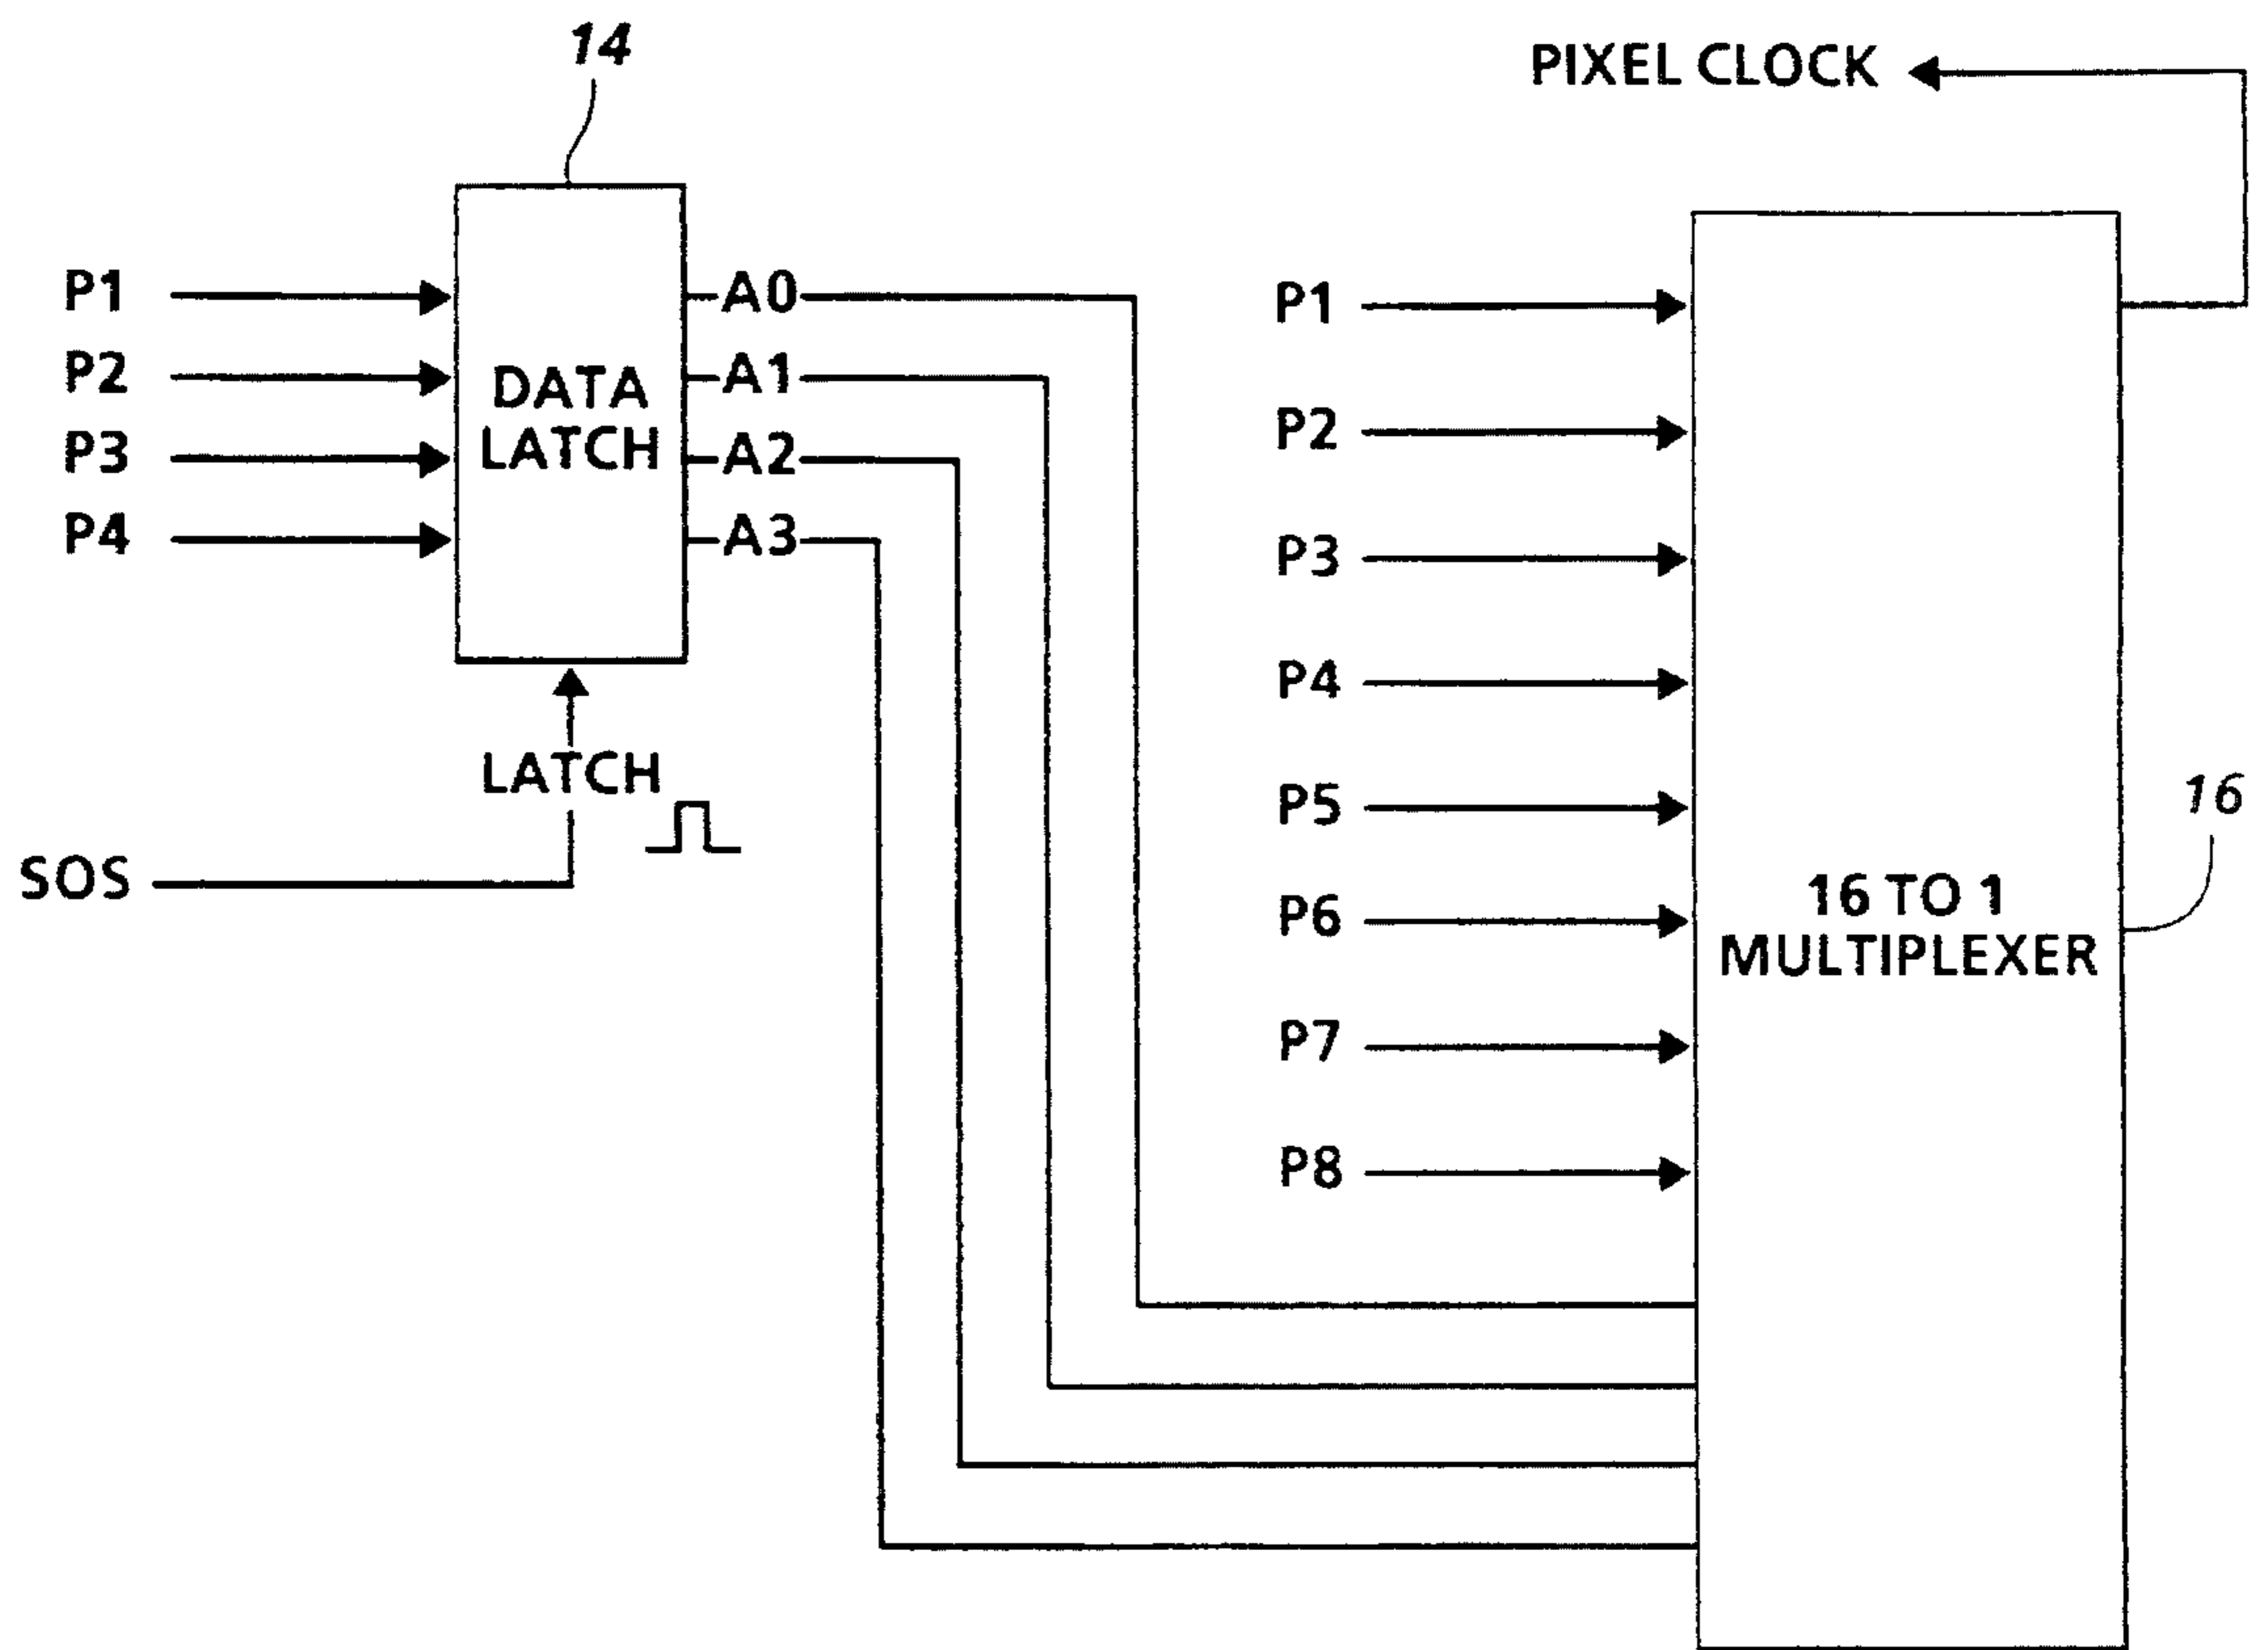 14
PIXEL CLOCK
P1
P2
P3
P4
DATA
LATCH
A0
A1
A2
A3
LATCH
SOS
P1
P2
P3
P4
P5
P6
P7
P8
16 TO 1
MULTIPLEXER
16